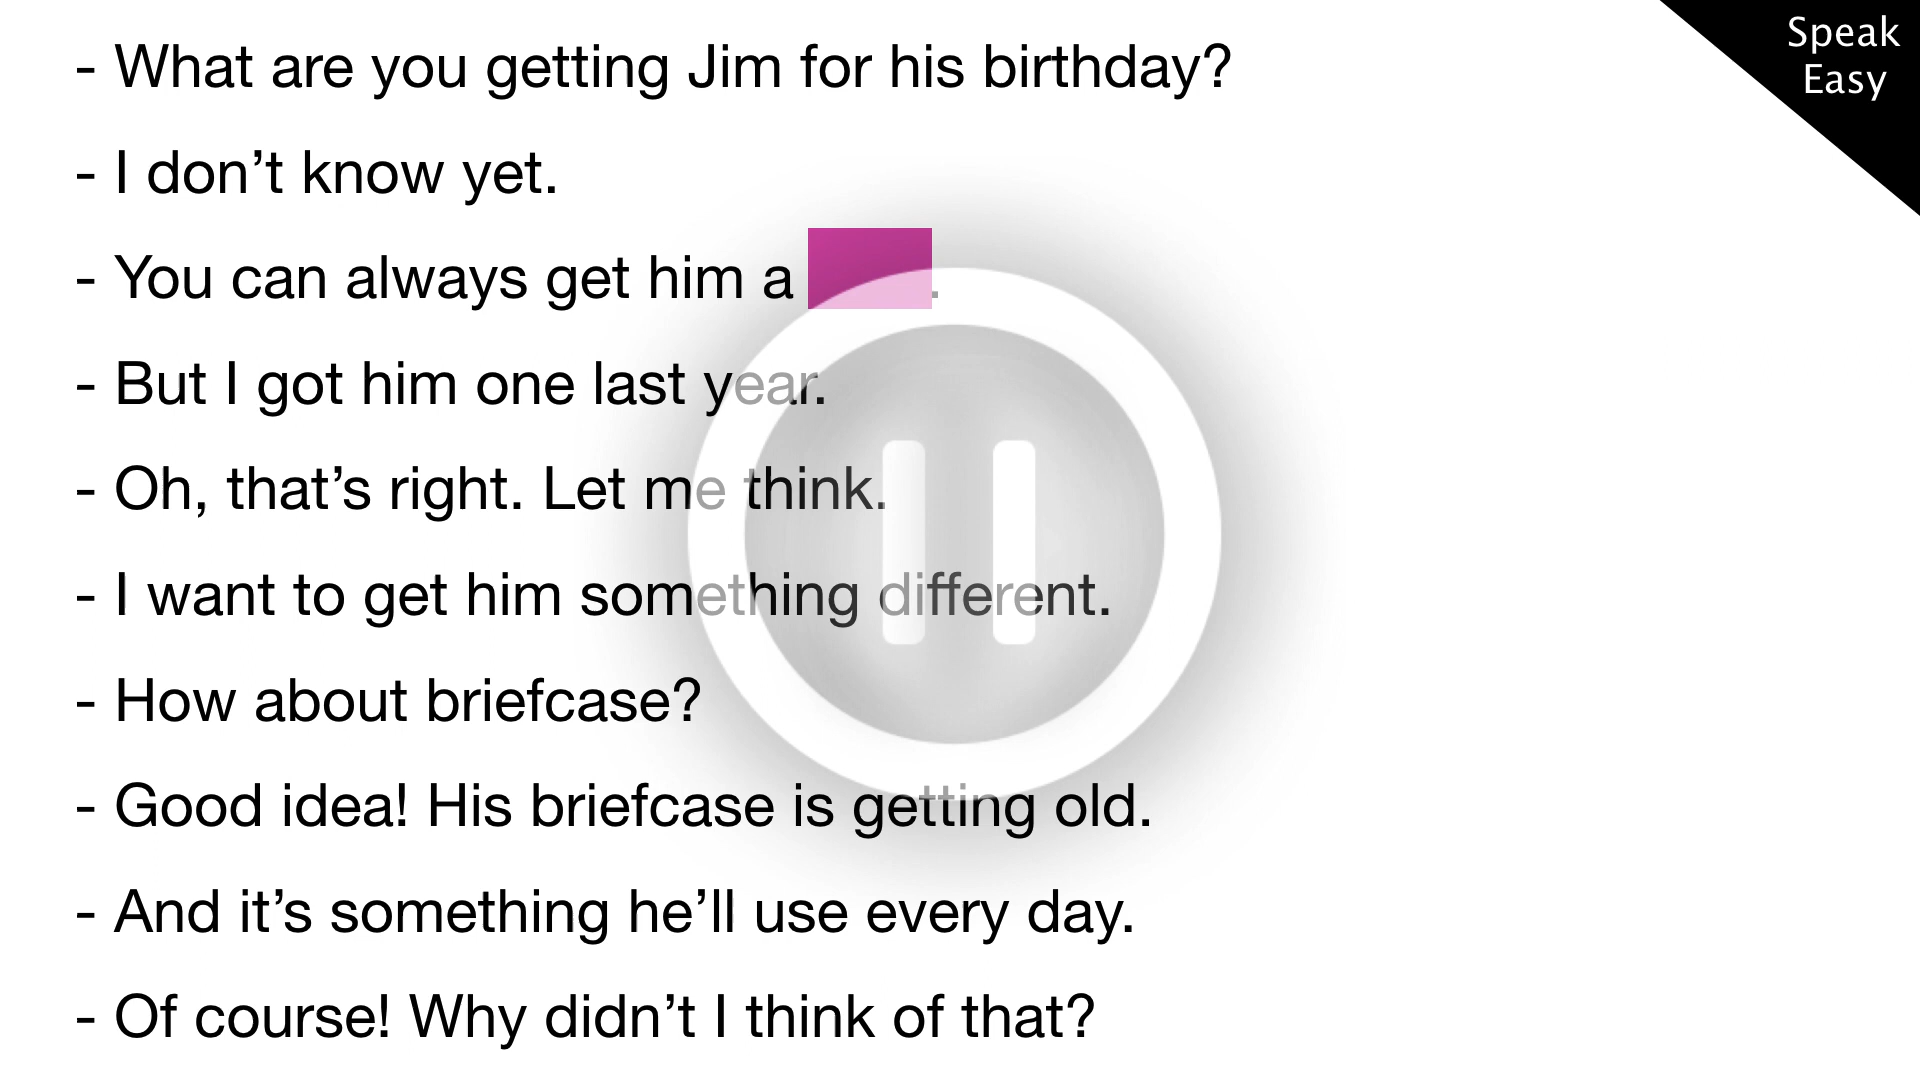 - What are you getting Jim for his birthday?
- I don’t know yet.
- You can always get him a .
- But I got him one last year.
- Oh, that’s right. Let me think.
- I want to get him something different.
- How about briefcase?
- Good idea! His briefcase is getting old.
- And it’s something he’ll use every day.
- Of course! Why didn’t I think of that?
Speak
Easy